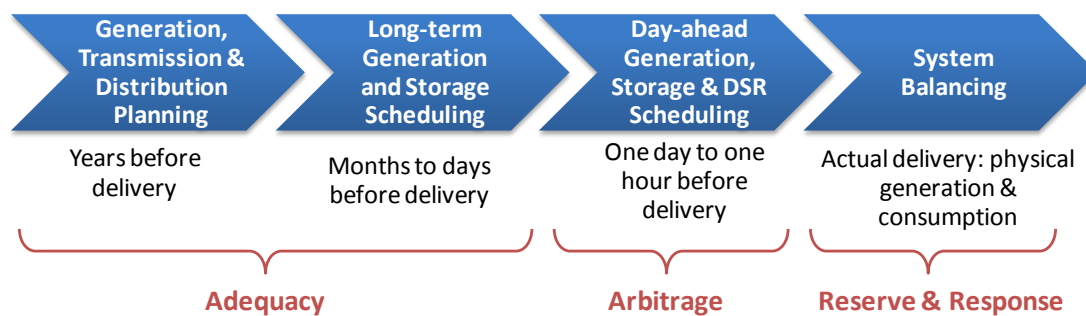 Generation,
Transmission &
Distribution
Planning
Long-term
Generation
and Storage
Scheduling
Day-ahead
Generation,
Storage & DSR
Scheduling
System
Balancing
Years before
delivery
Months to days
before delivery
One day to one
hour before
delivery
Actual delivery: physical
generation &
consumption
Adequacy
Arbitrage
Reserve & Response